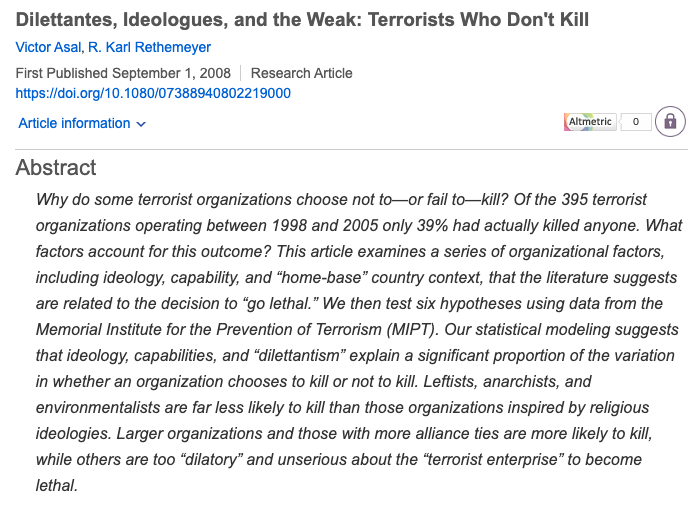 Dilettantes, Ideologues, and the Weak: Terrorists Who Don't Kill
Victor Asal, R. Karl Rethemeyer
First Published September 1, 2008 | Research Article
https://doi.org/10.1080/07388940802219000
Article information
Altmetric 0
Abstract
Why do some terrorist organizations choose not to—or fail to—kill? Of the 395 terrorist
organizations operating between 1998 and 2005 only 39% had actually killed anyone. What
factors account for this outcome? This article examines a series of organizational factors,
including ideology, capability, and “home-base” country context, that the literature suggests
are related to the decision to “go lethal.” We then test six hypotheses using data from the
Memorial Institute for the Prevention of Terrorism (MIPT). Our statistical modeling suggests
that ideology, capabilities, and “dilettantism” explain a significant proportion of the variation
in whether an organization chooses to kill or not to kill. Leftists, anarchists, and
environmentalists are far less likely to kill than those organizations inspired by religious
ideologies. Larger organizations and those with more alliance ties are more likely to kill,
while others are too “dilatory” and unserious about the “terrorist enterprise” to become
lethal.